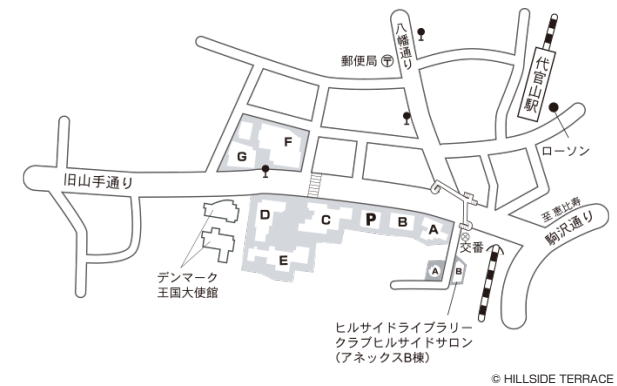 八幡通り
郵便局
代官山駅
ローソン
F
G
旧山手通り
至 恵比寿
駒沢通り
D
C
P
B
A
交番
E
A
B
デンマーク
王国大使館
ヒルサイドライブラリー
クラブヒルサイドサロン
(アネックスB棟)
© HILLSIDE TERRACE